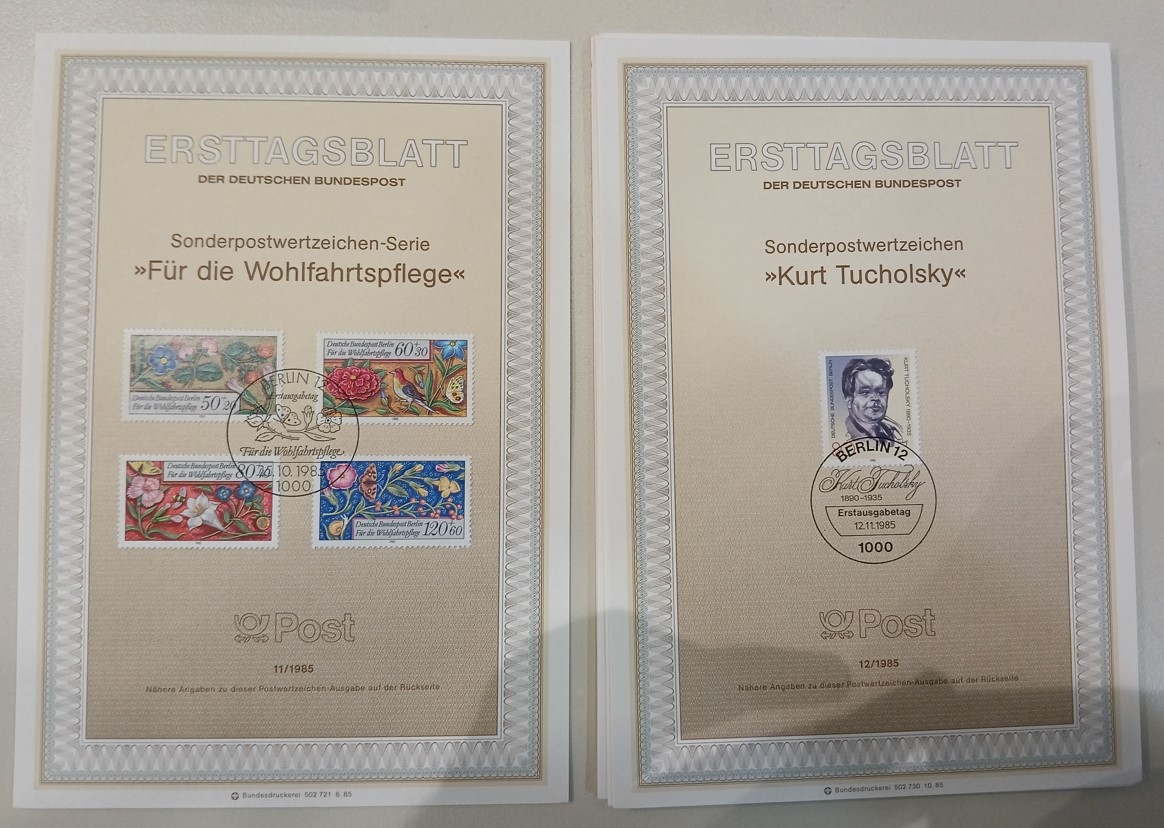 ERSTTAGSBLATT
DER DEUTSCHEN BUNDESPOST
Sonderpostwertzeichen-Serie
»Für die Wohlfahrtspflege«
Deutsche Bundespost Berlin
Für die Wohlfahrtspflege 50+20
Deutsche Bundespost Berlin
Für die Wohlfahrtspflege 60+30
Deutsche Bundespost Berlin
Für die Wohlfahrtspflege 80
Deutsche Bundespost Berlin
Für die Wohlfahrtspflege 120+60
BERLIN 12
Erstausgabetag
Für die Wohlfahrtspflege
10.1985
1000
Post
11/1985
Nähere Angaben zu dieser Postwertzeichen-Ausgabe auf der Rückseite
Bundesdruckerei 502 721 6.85
ERSTTAGSBLATT
DER DEUTSCHEN BUNDESPOST
Sonderpostwertzeichen
»Kurt Tucholsky«
DEUTSCHE BUNDESPOST BERLIN
KURT TUCHOLSKY 1890-1935
BERLIN 12
Kurt Tucholsky
1890-1935
Erstausgabetag
12.11.1985
1000
Post
12/1985
Nähere Angaben zu dieser Postwertzeichen-Ausgabe auf der Rückseite
Bundesdruckerei 502 730 10.85